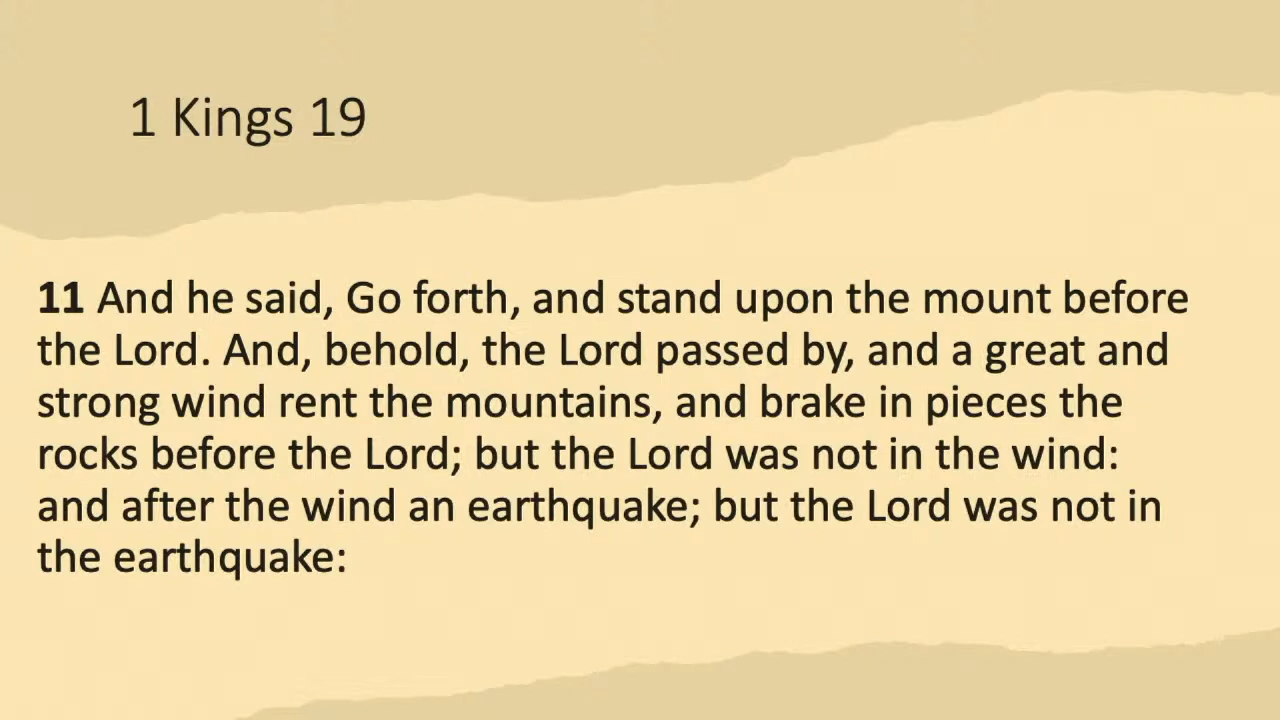 1 Kings 19
11 And he said, Go forth, and stand upon the mount before
the Lord. And, behold, the Lord passed by, and a great and
strong wind rent the mountains, and brake in pieces the
rocks before the Lord; but the Lord was not in the wind:
and after the wind an earthquake; but the Lord was not in
the earthquake: